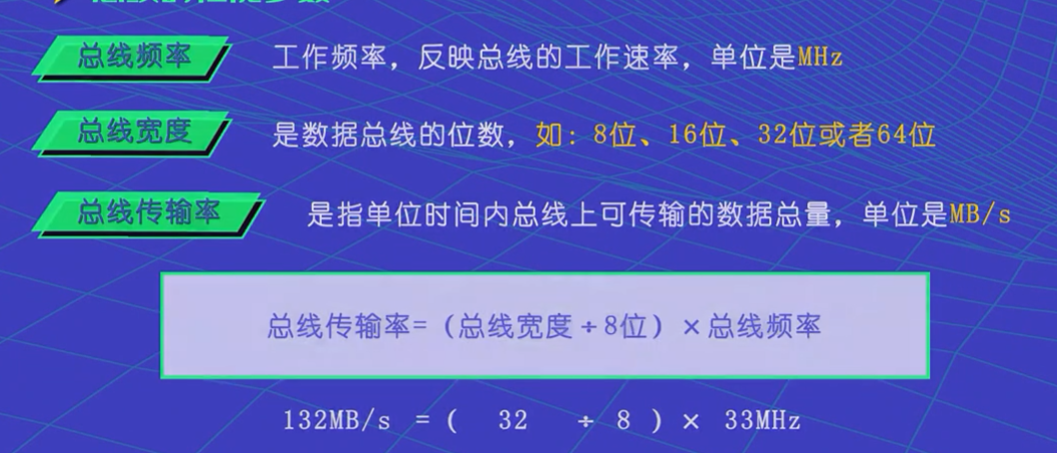 总线频率 工作频率，反映总线的工作速率，单位是MHz
总线宽度 是数据总线的位数，如：8位、16位、32位或者64位
总线传输率 是指单位时间内总线上可传输的数据总量，单位是MB/s
总线传输率=（总线宽度÷8位）×总线频率
132MB/s = ( 32 ÷ 8 ) × 33MHz